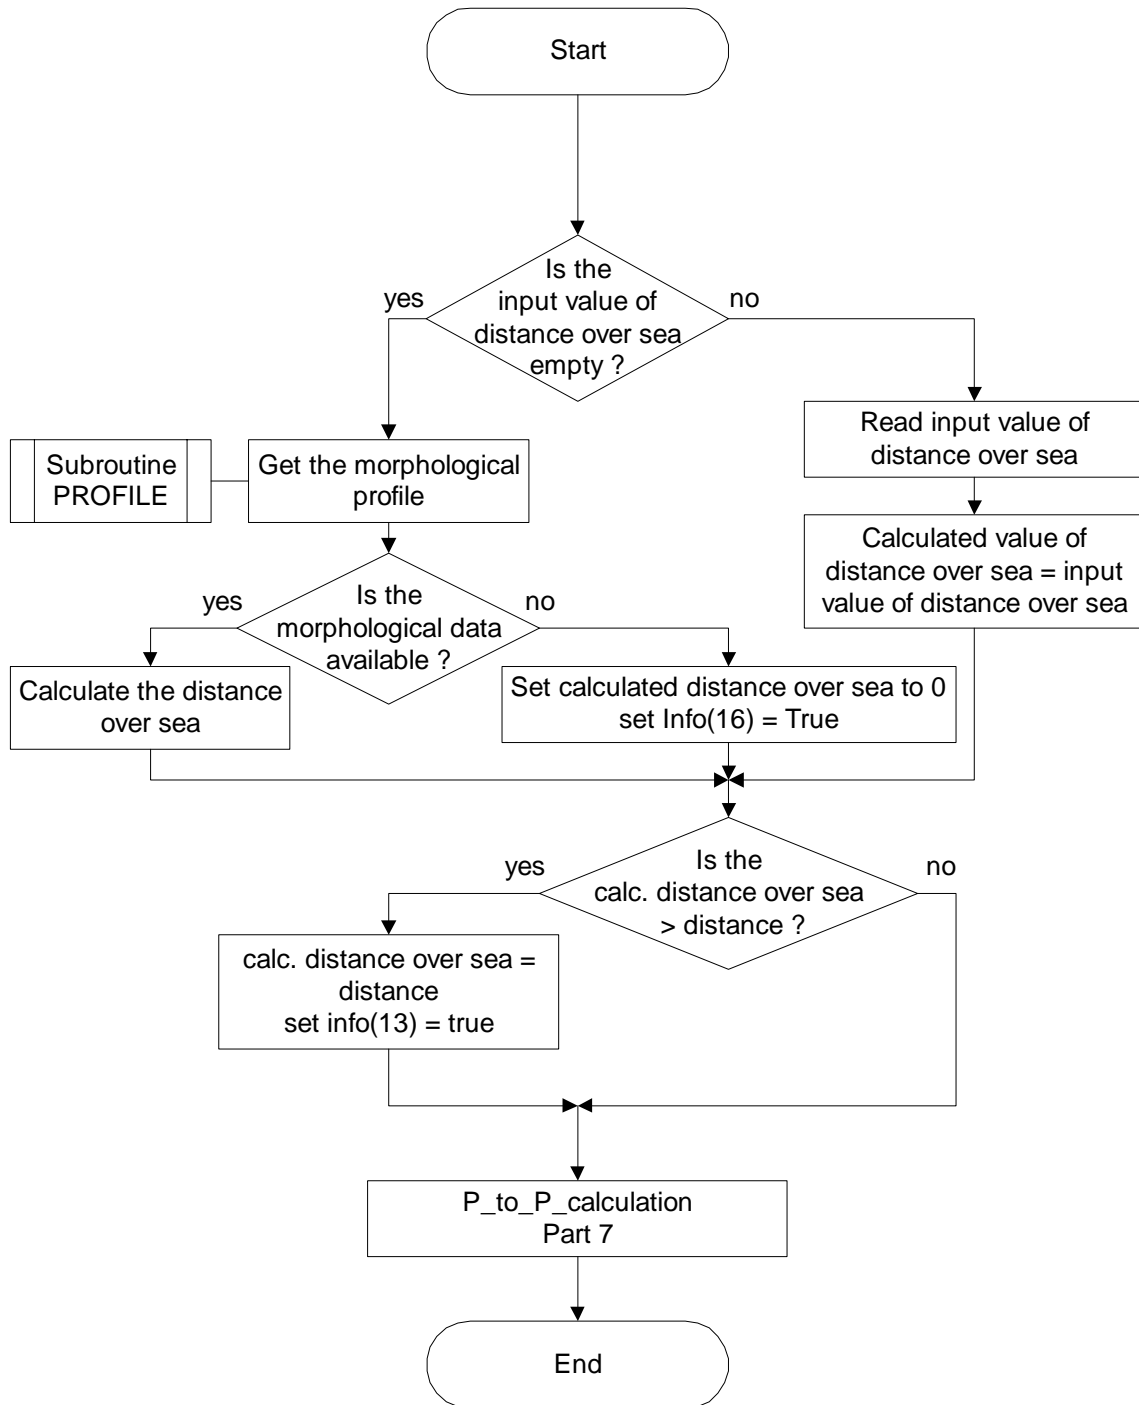 Start
Is the
input value of
distance over sea
empty ?
yes
no
Read input value of
distance over sea
Subroutine
PROFILE
Get the morphological
profile
Calculated value of
distance over sea = input
value of distance over sea
Is the
morphological data
available ?
yes
no
Calculate the distance
over sea
Set calculated distance over sea to 0
set Info(16) = True
Is the
calc. distance over sea
> distance ?
yes
no
calc. distance over sea =
distance
set info(13) = true
P_to_P_calculation
Part 7
End